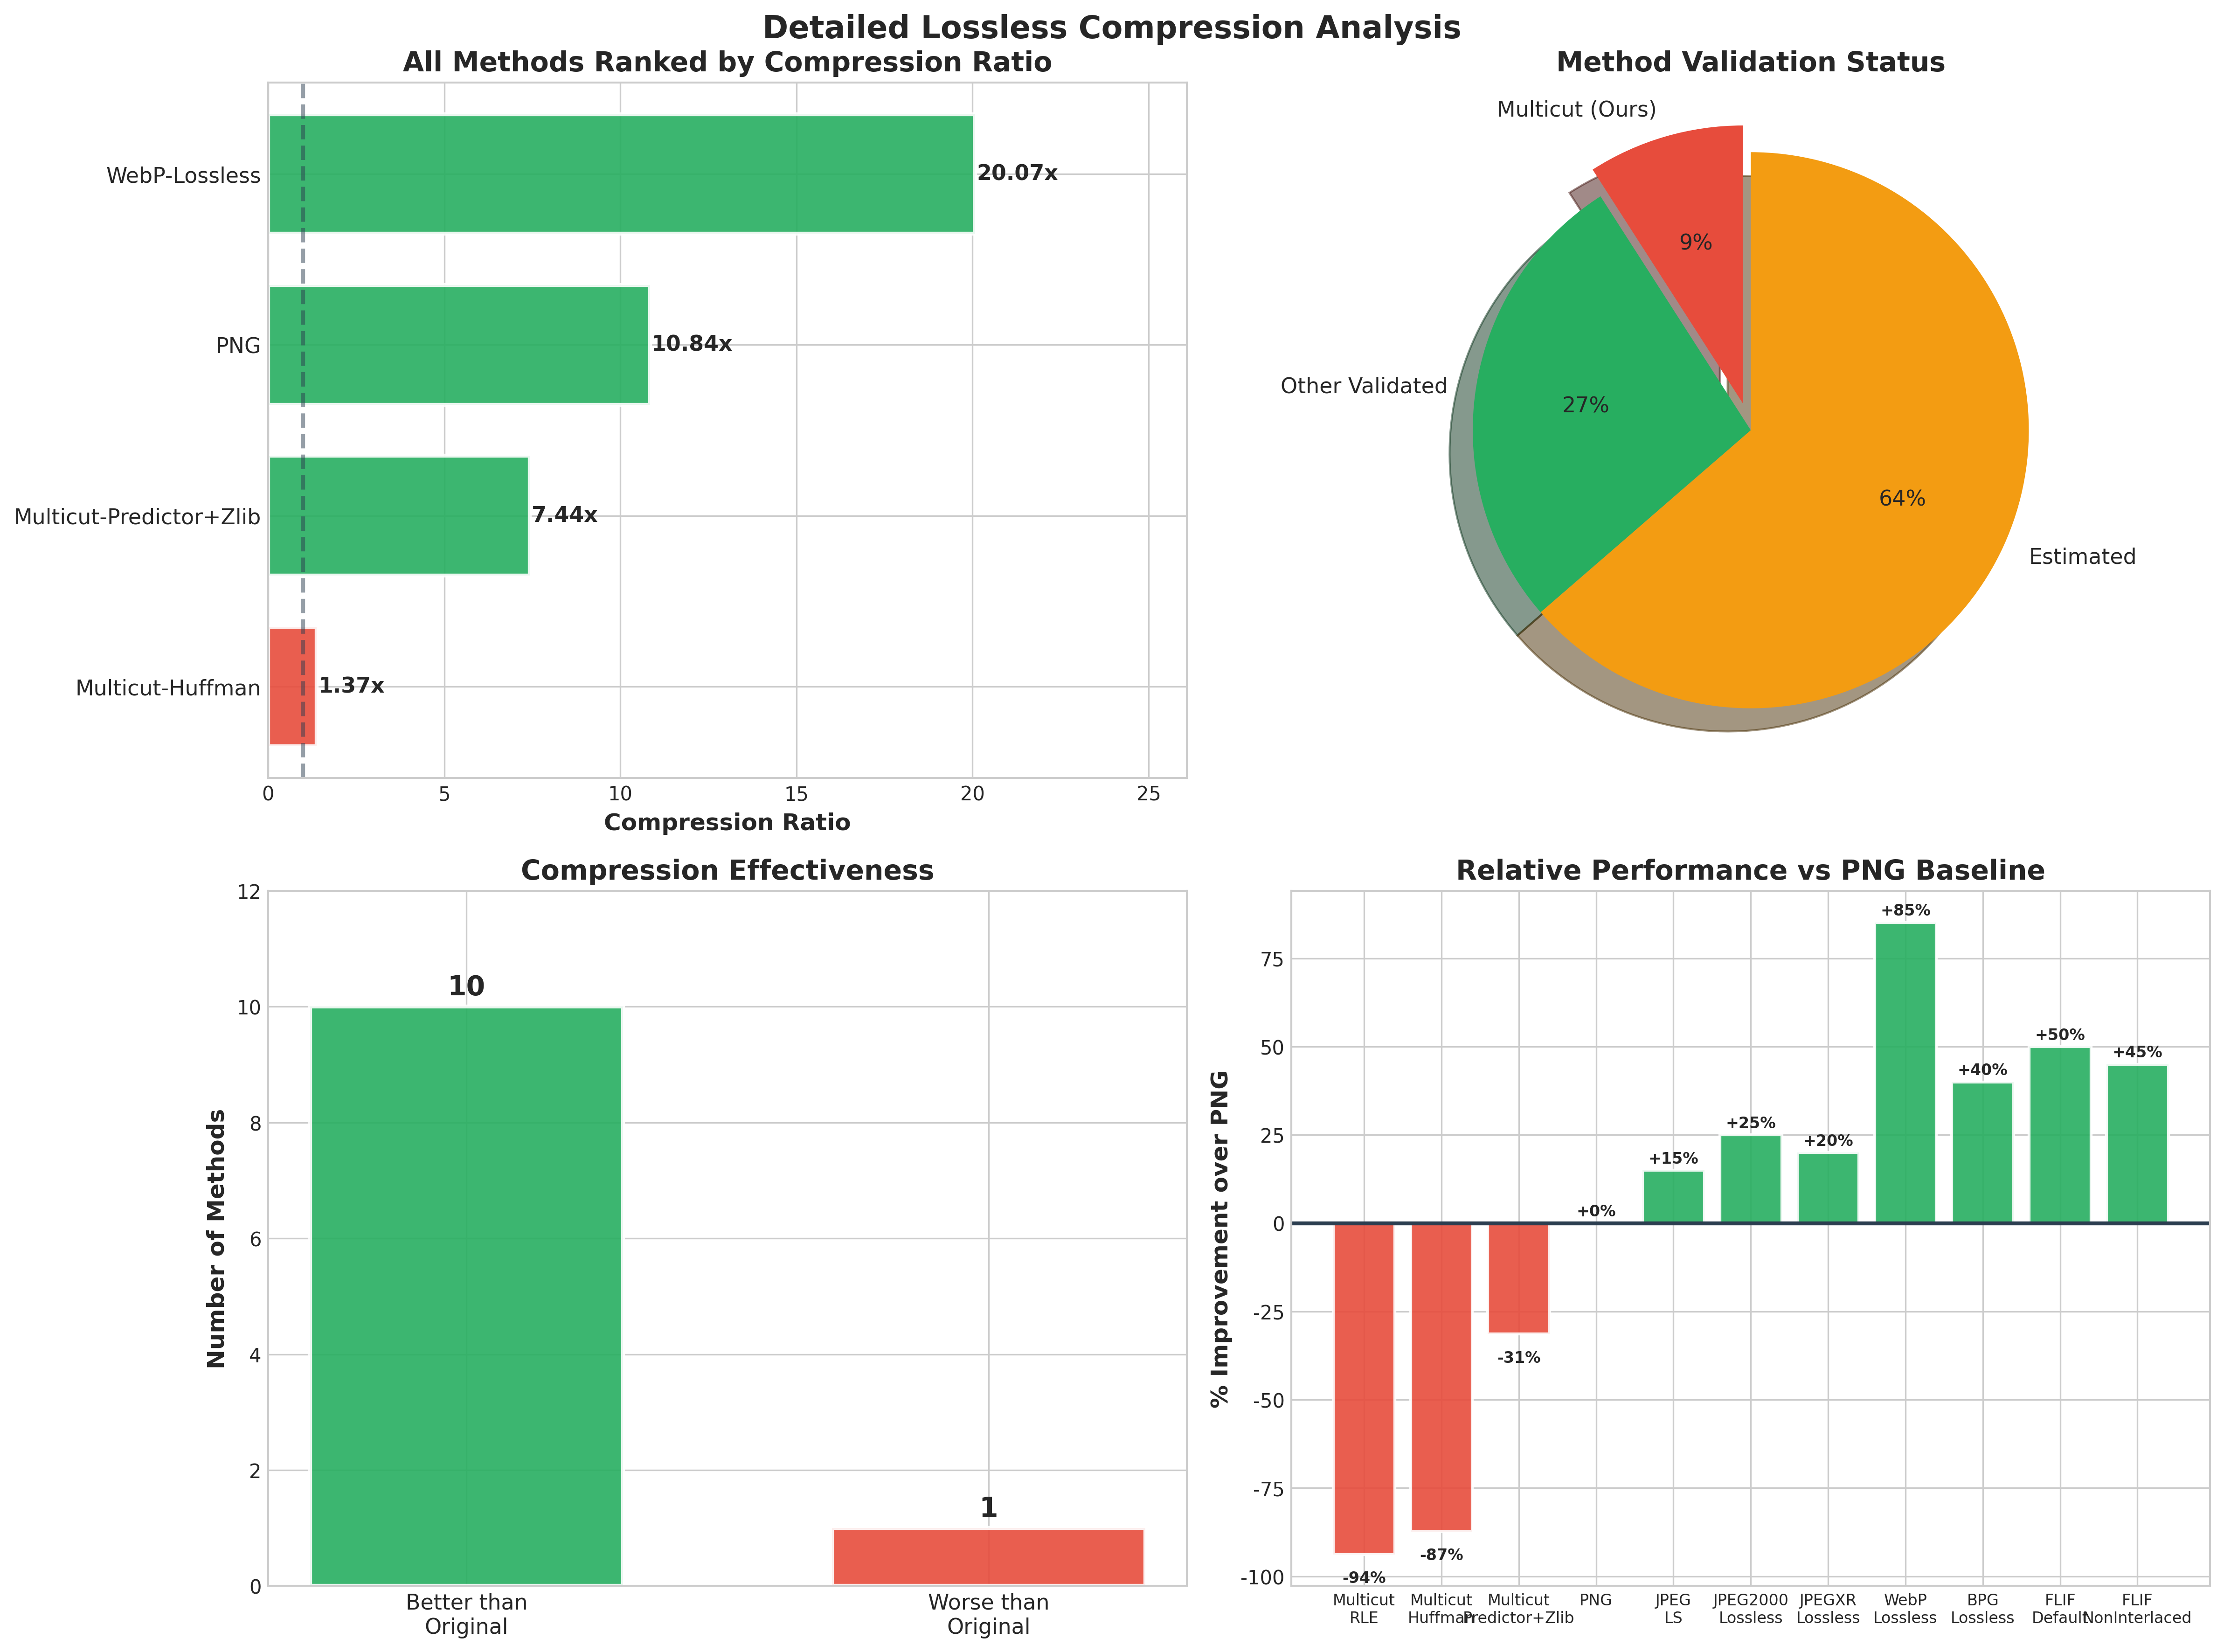 Detailed Lossless Compression Analysis
All Methods Ranked by Compression Ratio
WebP-Lossless
20.07x
PNG
10.84x
Multicut-Predictor+Zlib
7.44x
Multicut-Huffman
1.37x
0 5 10 15 20 25
Compression Ratio
Method Validation Status
Multicut (Ours)
9%
Other Validated
27%
64%
Estimated
Compression Effectiveness
Number of Methods
12
10
8
6
4
2
0
10
1
Better than
Original
Worse than
Original
Relative Performance vs PNG Baseline
% Improvement over PNG
75
50
25
0
-25
-50
-75
-100
-94%
-87%
-31%
+0%
+15%
+25%
+20%
+85%
+40%
+50%
+45%
Multicut
RLE
Multicut
Huffman
Multicut
Predictor+Zlib
PNG
JPEG
LS
JPEG2000
Lossless
JPEGXR
Lossless
WebP
Lossless
BPG
Lossless
FLIF
Default
FLIF
NonInterlaced